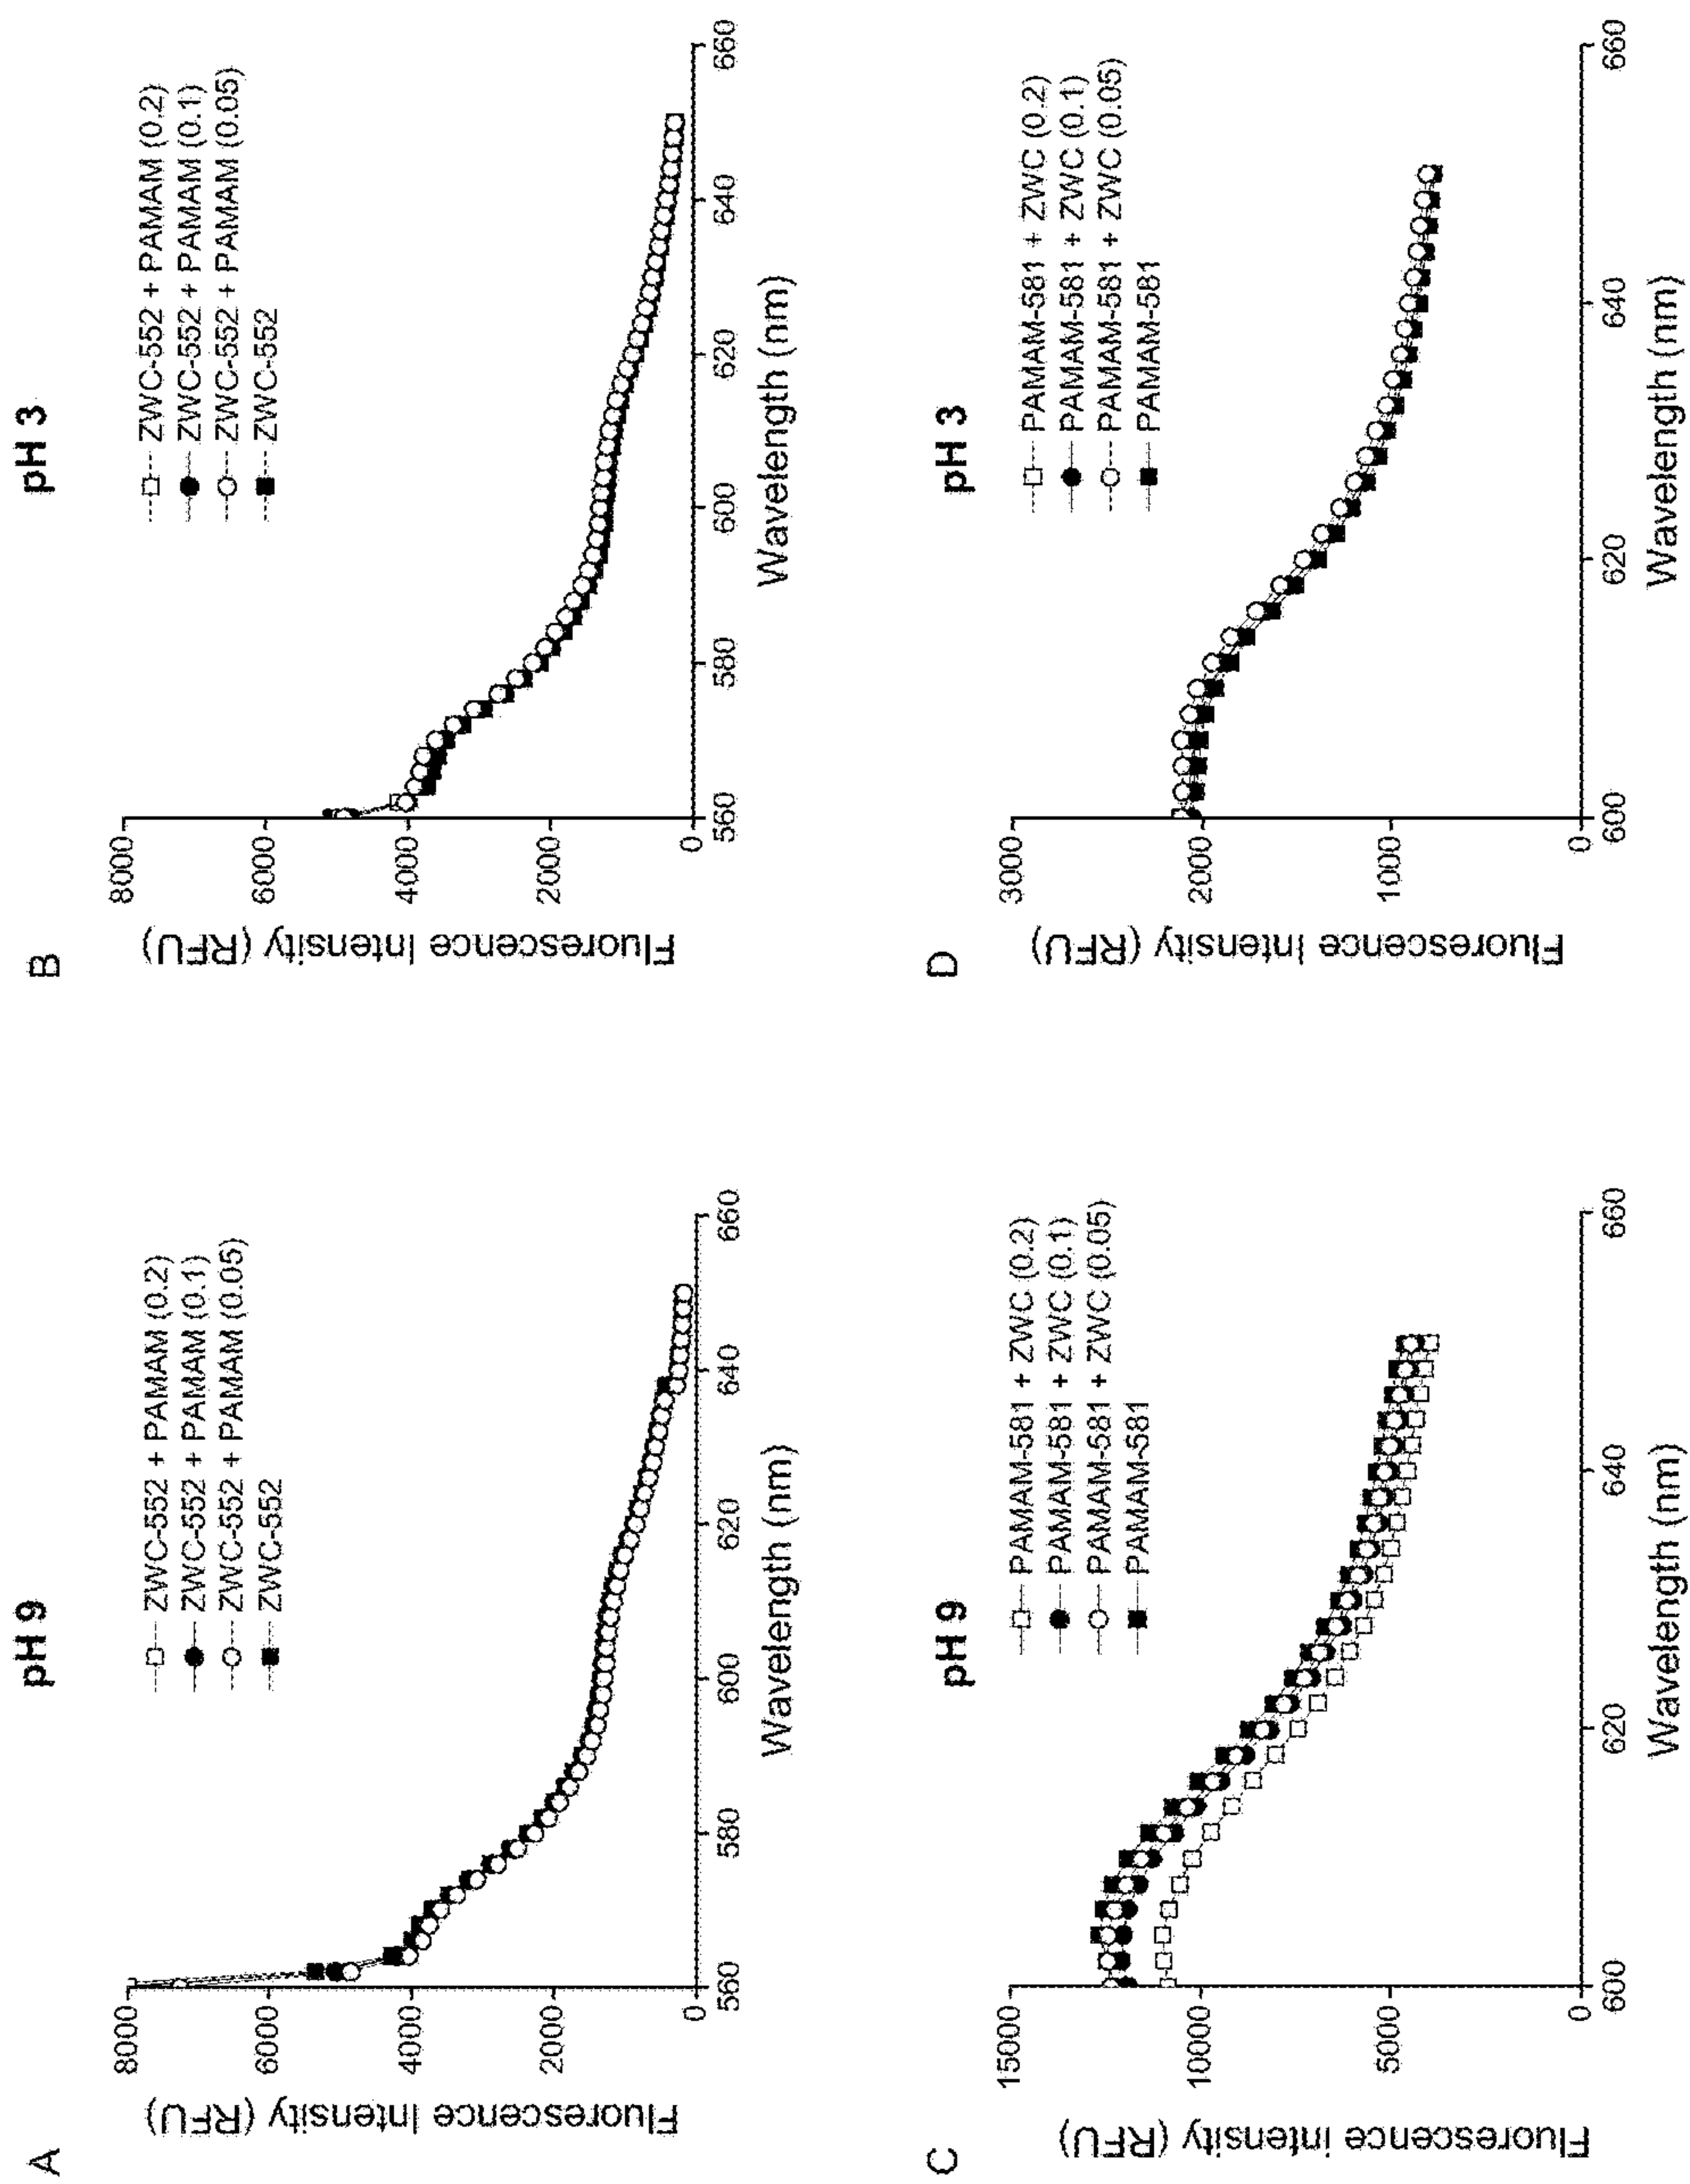 A
pH 9
Fluorescence Intensity (RFU)
8000
6000
4000
2000
0
560
580
600
620
640
660
Wavelength (nm)
ZWC-552 + PAMAM (0.2)
ZWC-552 + PAMAM (0.1)
ZWC-552 + PAMAM (0.05)
ZWC-552
B
pH 3
Fluorescence Intensity (RFU)
8000
6000
4000
2000
0
560
580
600
620
640
660
Wavelength (nm)
ZWC-552 + PAMAM (0.2)
ZWC-552 + PAMAM (0.1)
ZWC-552 + PAMAM (0.05)
ZWC-552
C
pH 9
Fluorescence intensity (RFU)
15000
10000
5000
0
600
620
640
660
Wavelength (nm)
PAMAM-581 + ZWC (0.2)
PAMAM-581 + ZWC (0.1)
PAMAM-581 + ZWC (0.05)
PAMAM-581
D
pH 3
Fluorescence Intensity (RFU)
3000
2000
1000
0
600
620
640
660
Wavelength (nm)
PAMAM-581 + ZWC (0.2)
PAMAM-581 + ZWC (0.1)
PAMAM-581 + ZWC (0.05)
PAMAM-581